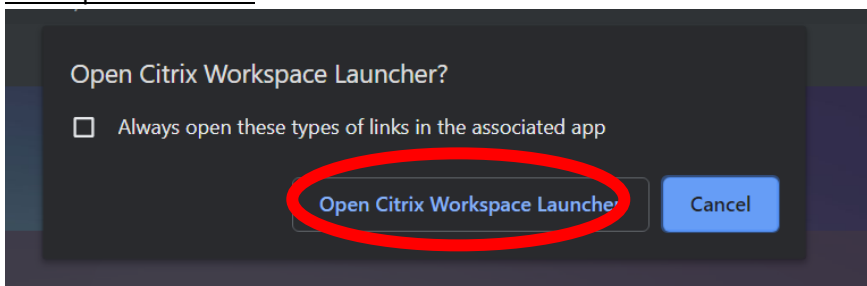 Open Citrix Workspace Launcher?
Always open these types of links in the associated app
Open Citrix Workspace Launcher
Cancel